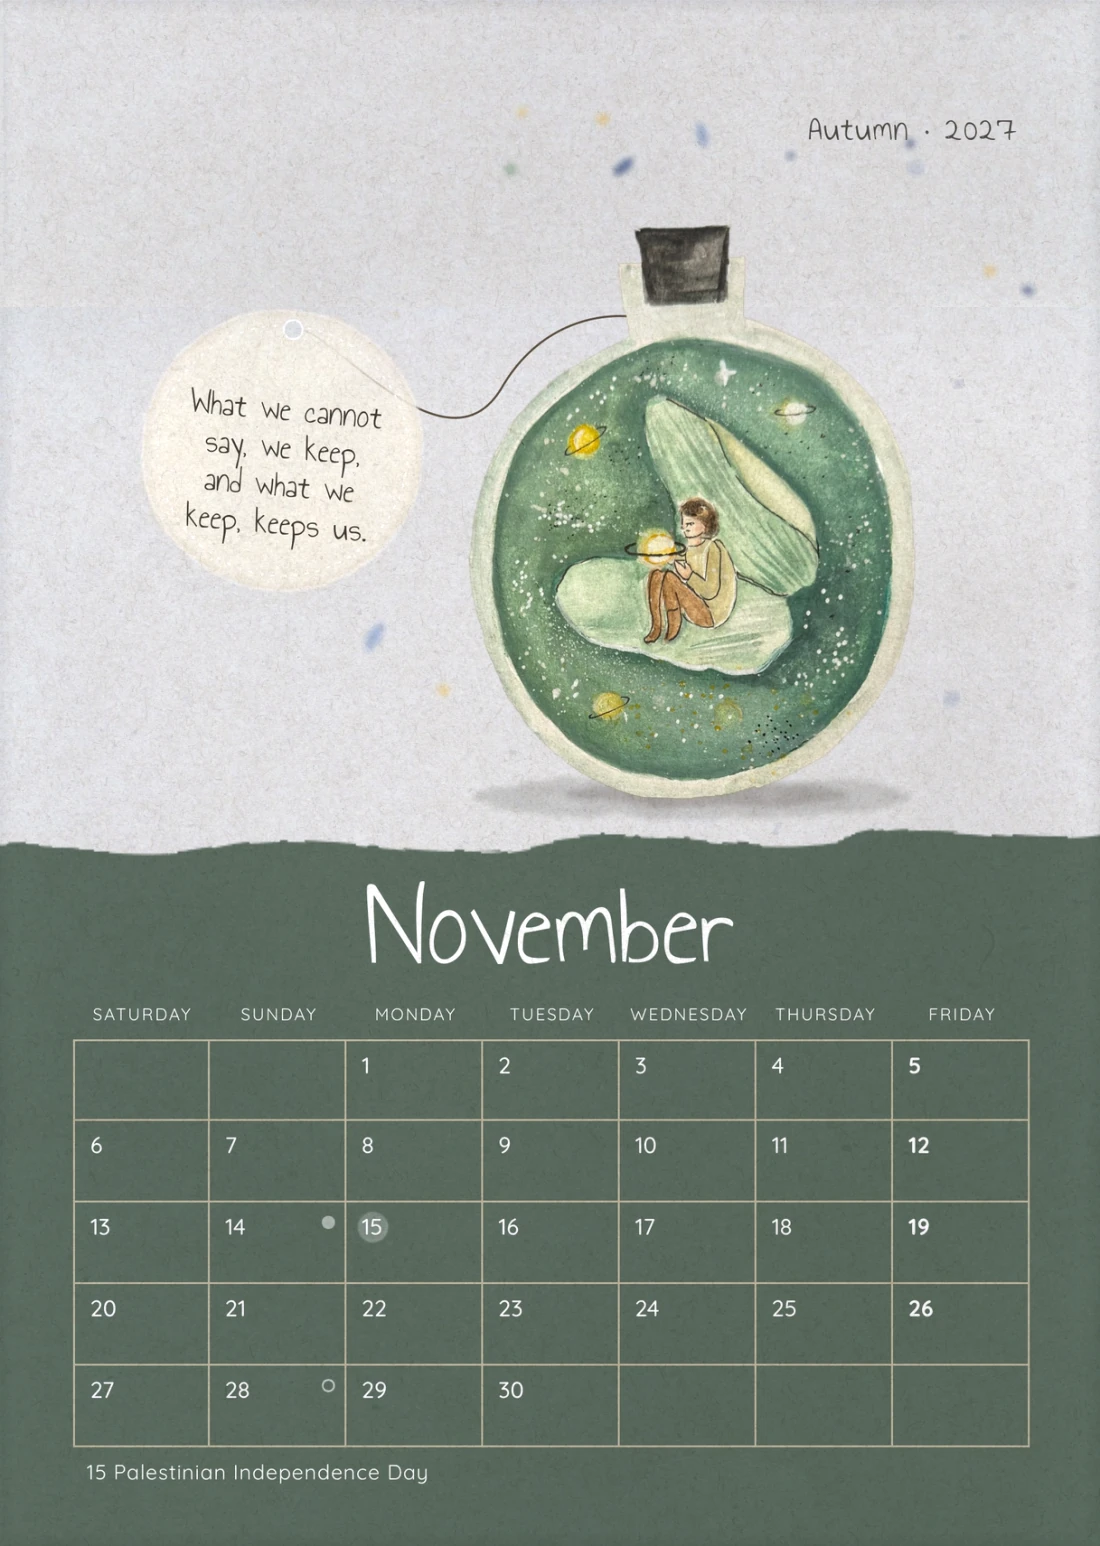 Autumn · 2027
What we cannot
say, we keep,
and what we
keep, keeps us.
November
SATURDAY SUNDAY MONDAY TUESDAY WEDNESDAY THURSDAY FRIDAY
1 2 3 4 5
6 7 8 9 10 11 12
13 14 15 16 17 18 19
20 21 22 23 24 25 26
27 28 29 30
15 Palestinian Independence Day